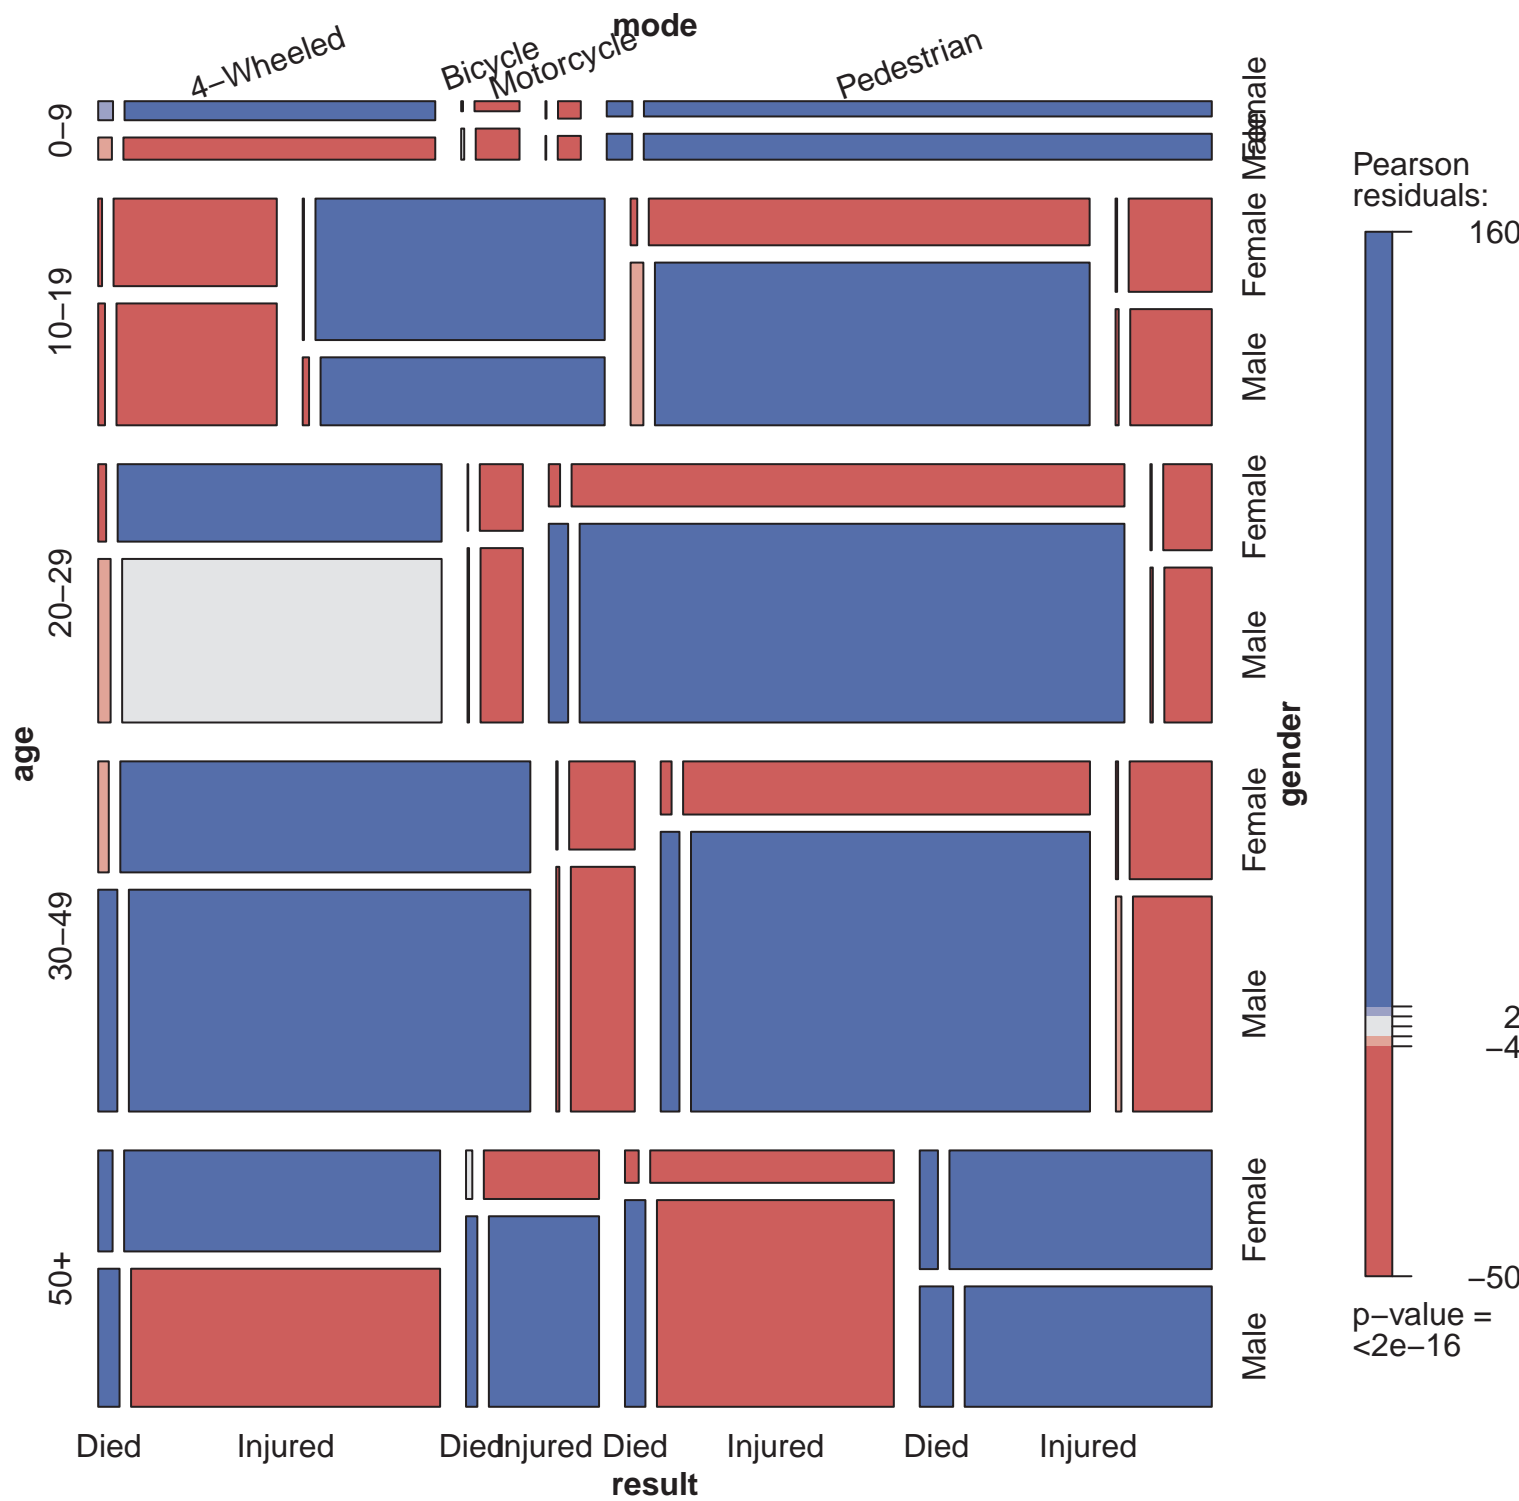 mode
4−Wheeled
Bicycle
Motorcycle
Pedestrian
age
0−9
10−19
20−29
30−49
50+
gender
Female
Male
Female
Male
Female
Male
Female
Male
Female
Male
Died
Injured
Died
Injured
Died
Injured
Died
Injured
result
Pearson
residuals:
160
2
−4
−50
p−value =
<2e−16